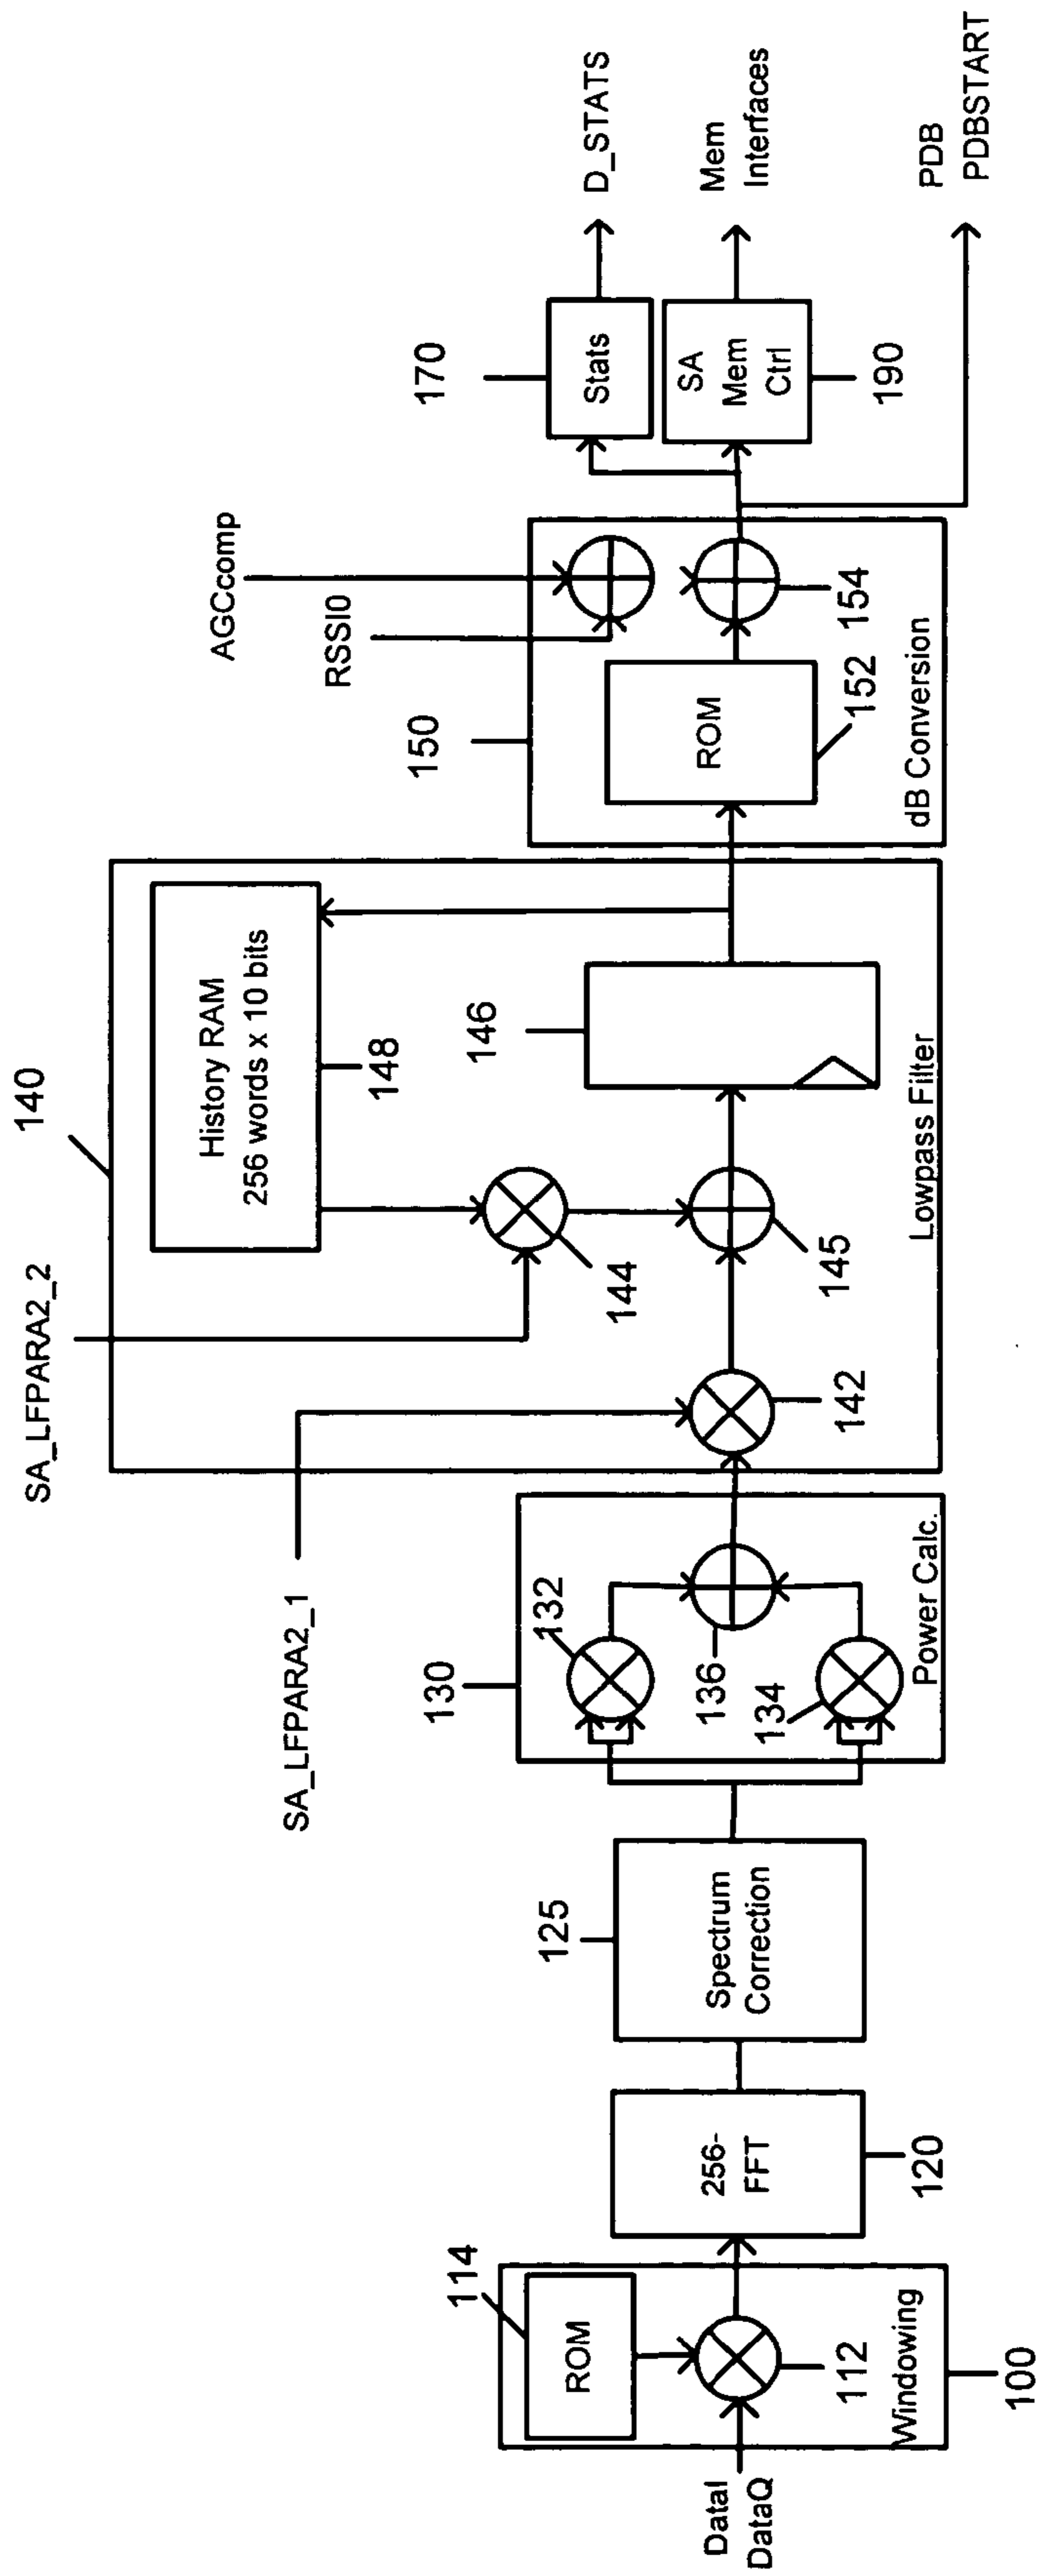 DataI
DataQ
ROM
114
112
Windowing
100
256-
FFT
120
Spectrum
Correction
125
130
132
136
134
Power Calc.
SA_LFPARA2_1
SA_LFPARA2_2
140
History RAM
256 words x 10 bits
148
144
142
145
146
Lowpass Filter
150
AGCcomp
RSSI0
ROM
152
154
dB Conversion
170
Stats
SA
Mem
Ctrl
190
D_STATS
Mem
Interfaces
PDB
PDBSTART